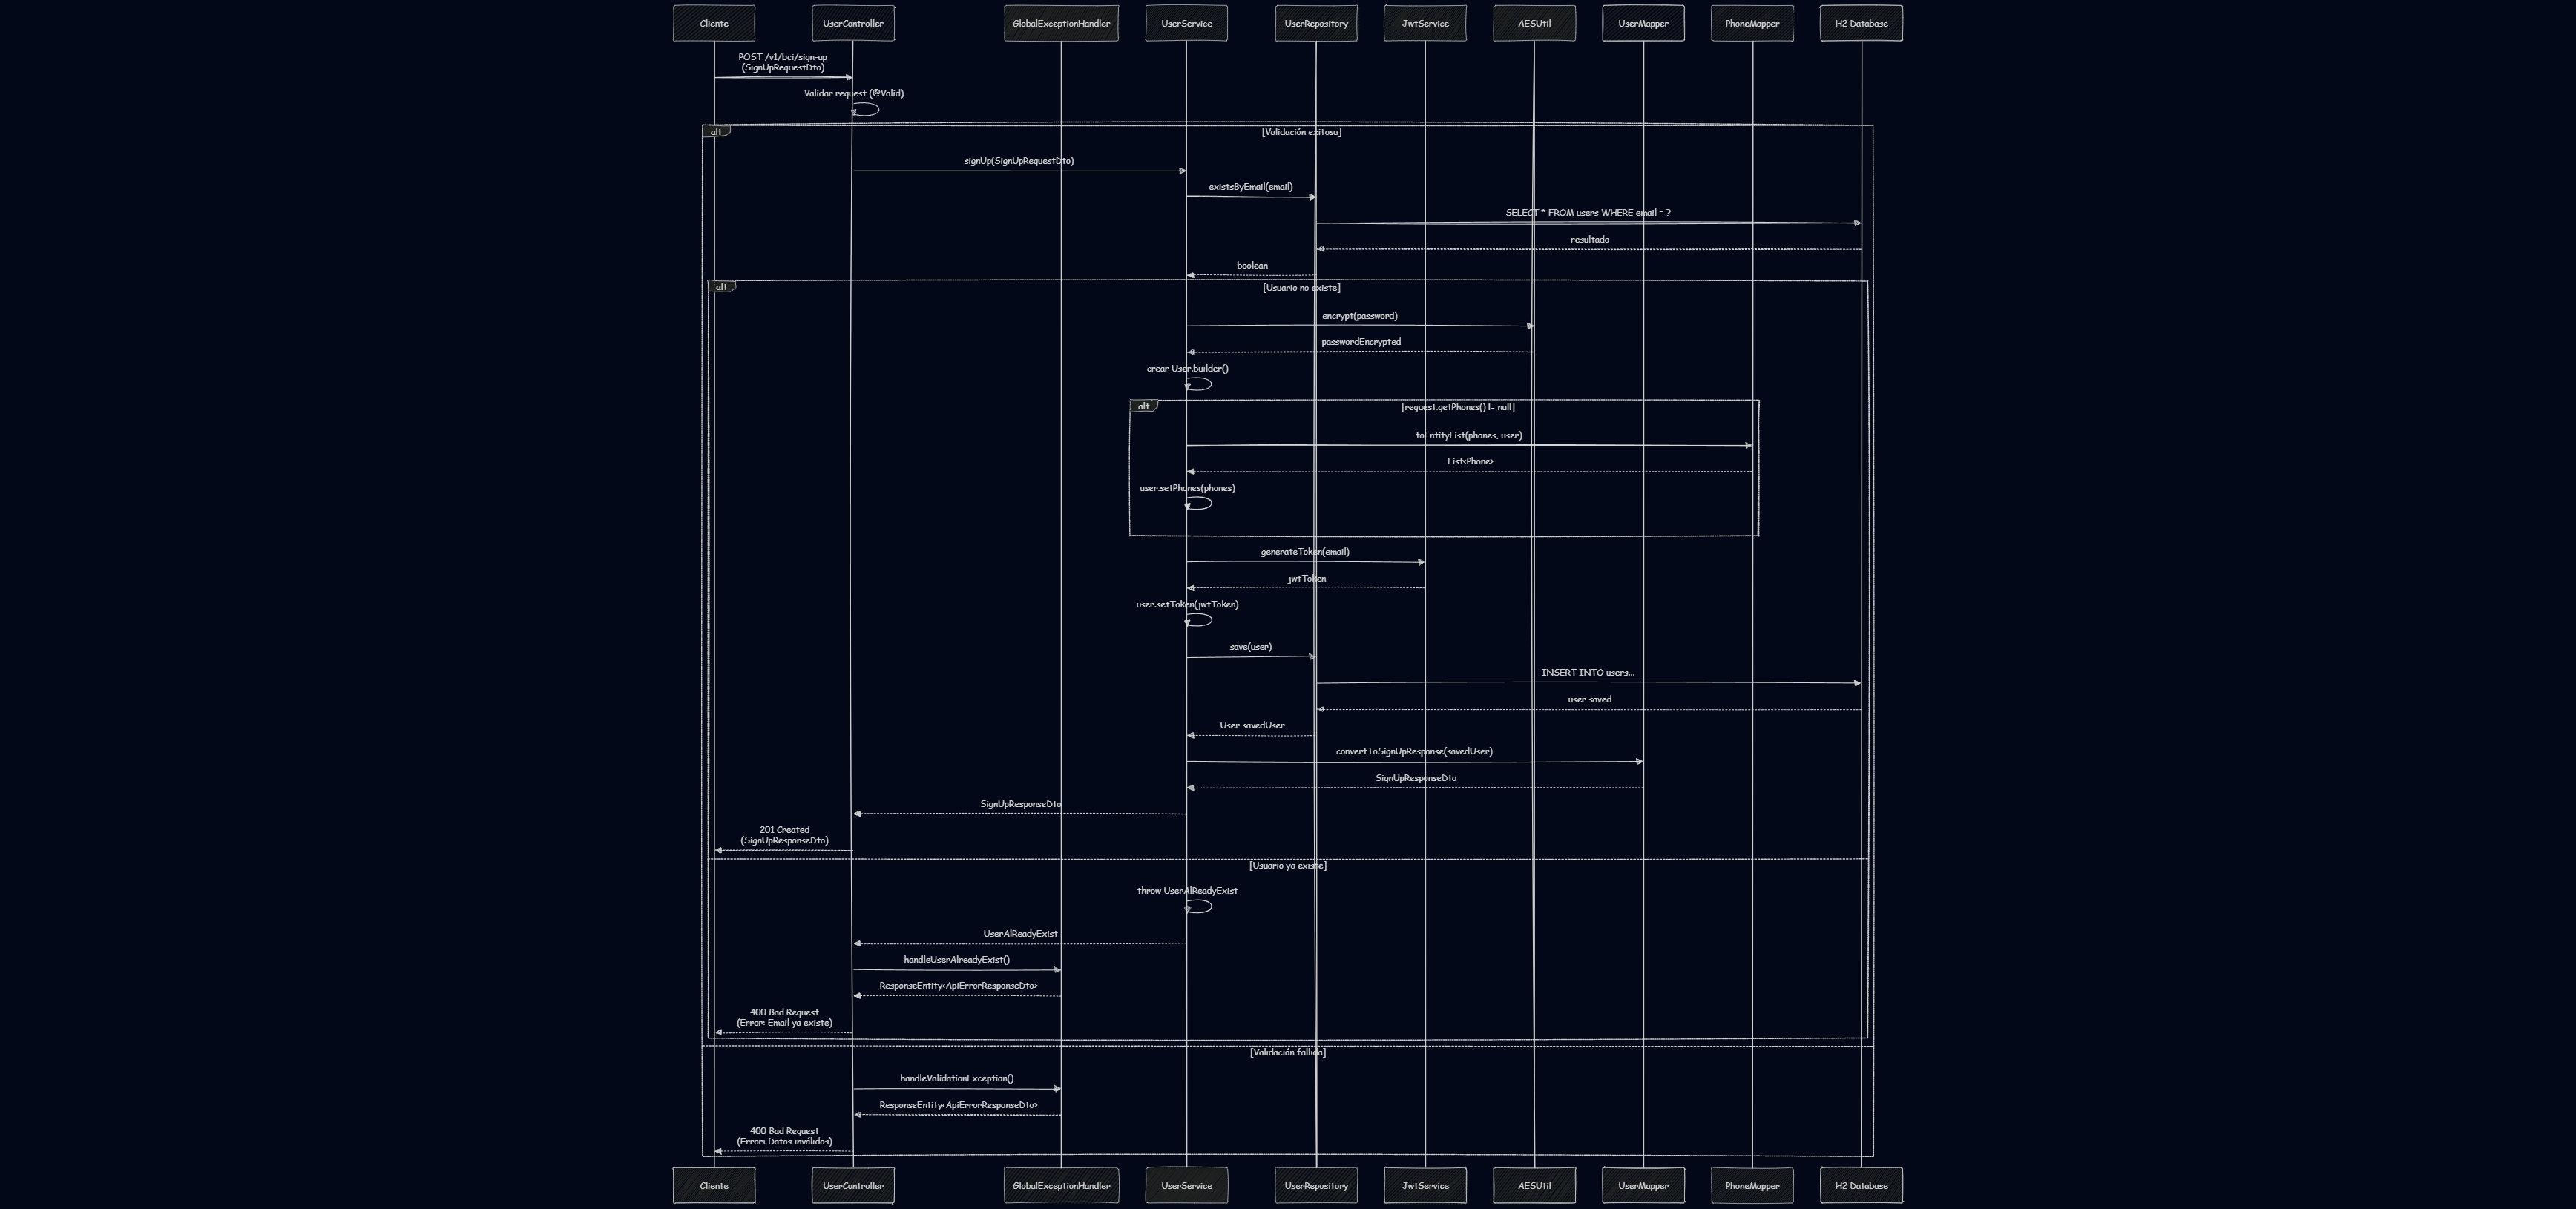 Cliente
UserController
GlobalExceptionHandler
UserService
UserRepository
JwtService
AESUtil
UserMapper
PhoneMapper
H2 Database
POST /v1/bci/sign-up
(SignUpRequestDto)
Validar request (@Valid)
alt
[Validación exitosa]
signUp(SignUpRequestDto)
existsByEmail(email)
SELECT * FROM users WHERE email = ?
resultado
boolean
alt
[Usuario no existe]
encrypt(password)
passwordEncrypted
crear User.builder()
alt
[request.getPhones() != null]
toEntityList(phones, user)
List<Phone>
user.setPhones(phones)
generateToken(email)
jwtToken
user.setToken(jwtToken)
save(user)
INSERT INTO users...
user saved
User savedUser
convertToSignUpResponse(savedUser)
SignUpResponseDto
SignUpResponseDto
201 Created
(SignUpResponseDto)
[Usuario ya existe]
throw UserAlReadyExist
UserAlReadyExist
handleUserAlreadyExist()
ResponseEntity<ApiErrorResponseDto>
400 Bad Request
(Error: Email ya existe)
[Validación fallida]
handleValidationException()
ResponseEntity<ApiErrorResponseDto>
400 Bad Request
(Error: Datos inválidos)
Cliente
UserController
GlobalExceptionHandler
UserService
UserRepository
JwtService
AESUtil
UserMapper
PhoneMapper
H2 Database